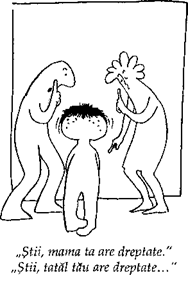 „Știi, mama ta are dreptate.“
„Știi, tatăl tău are dreptate...“